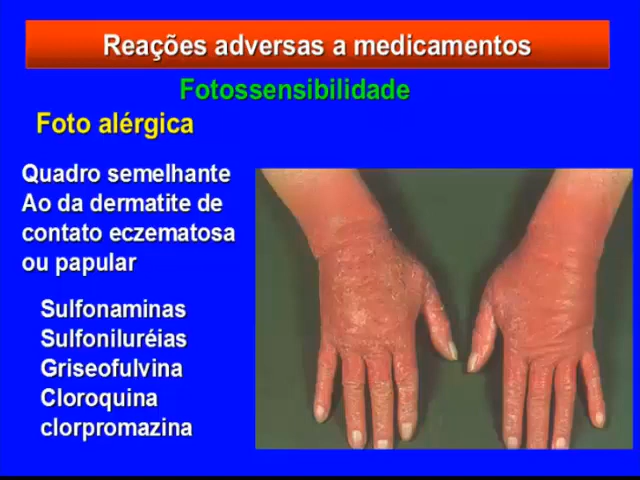 Reações adversas a medicamentos
Fotossensibilidade
Foto alérgica
Quadro semelhante
Ao da dermatite de
contato eczematosa
ou papular
Sulfonaminas
Sulfoniluréias
Griseofulvina
Cloroquina
clorpromazina